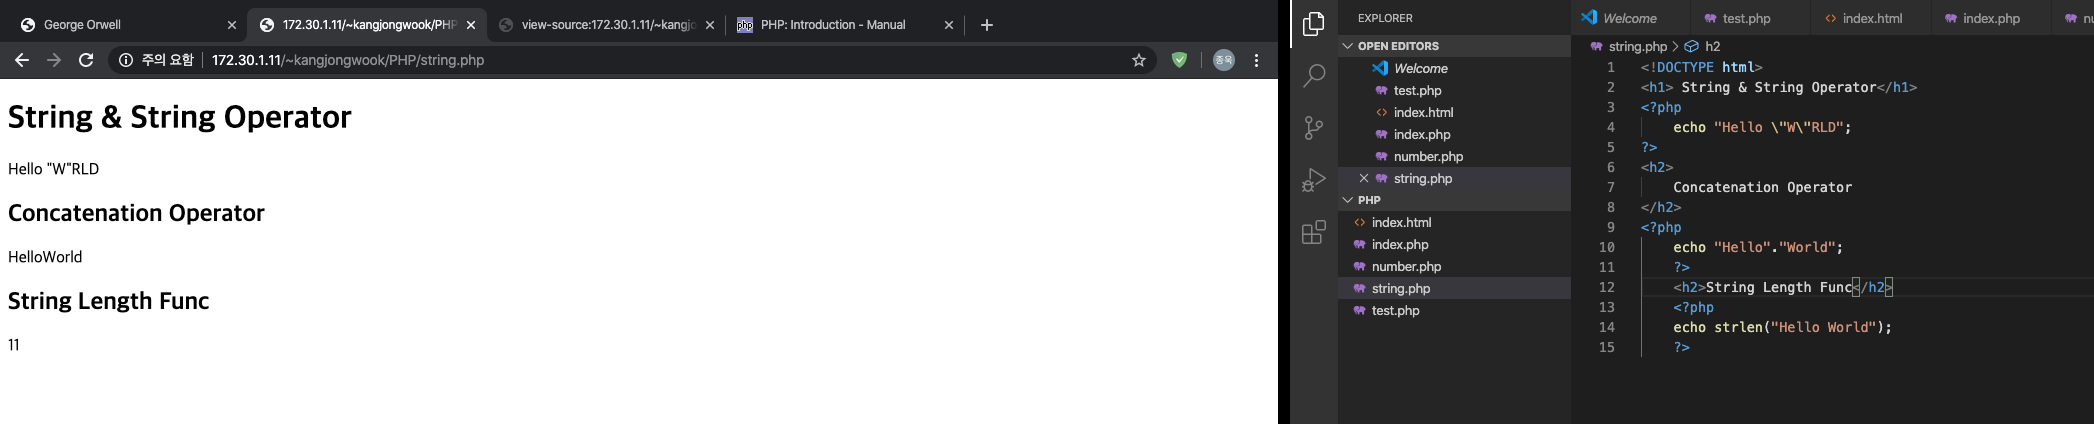 George Orwell
172.30.1.11/~kangjongwook/PHP
view-source:172.30.1.11/~kangjo
php PHP: Introduction - Manual
주의 요함 172.30.1.11/~kangjongwook/PHP/string.php
종욱
String & String Operator
Hello "W"RLD
Concatenation Operator
HelloWorld
String Length Func
11
EXPLORER
OPEN EDITORS
Welcome
test.php
index.html
index.php
number.php
string.php
PHP
index.html
index.php
number.php
string.php
test.php
Welcome test.php index.html index.php nu
string.php > h2
1 <!DOCTYPE html>
2 <h1> String & String Operator</h1>
3 <?php
4 echo "Hello \"W\"RLD";
5 ?>
6 <h2>
7 Concatenation Operator
8 </h2>
9 <?php
10 echo "Hello"."World";
11 ?>
12 <h2>String Length Func</h2>
13 <?php
14 echo strlen("Hello World");
15 ?>